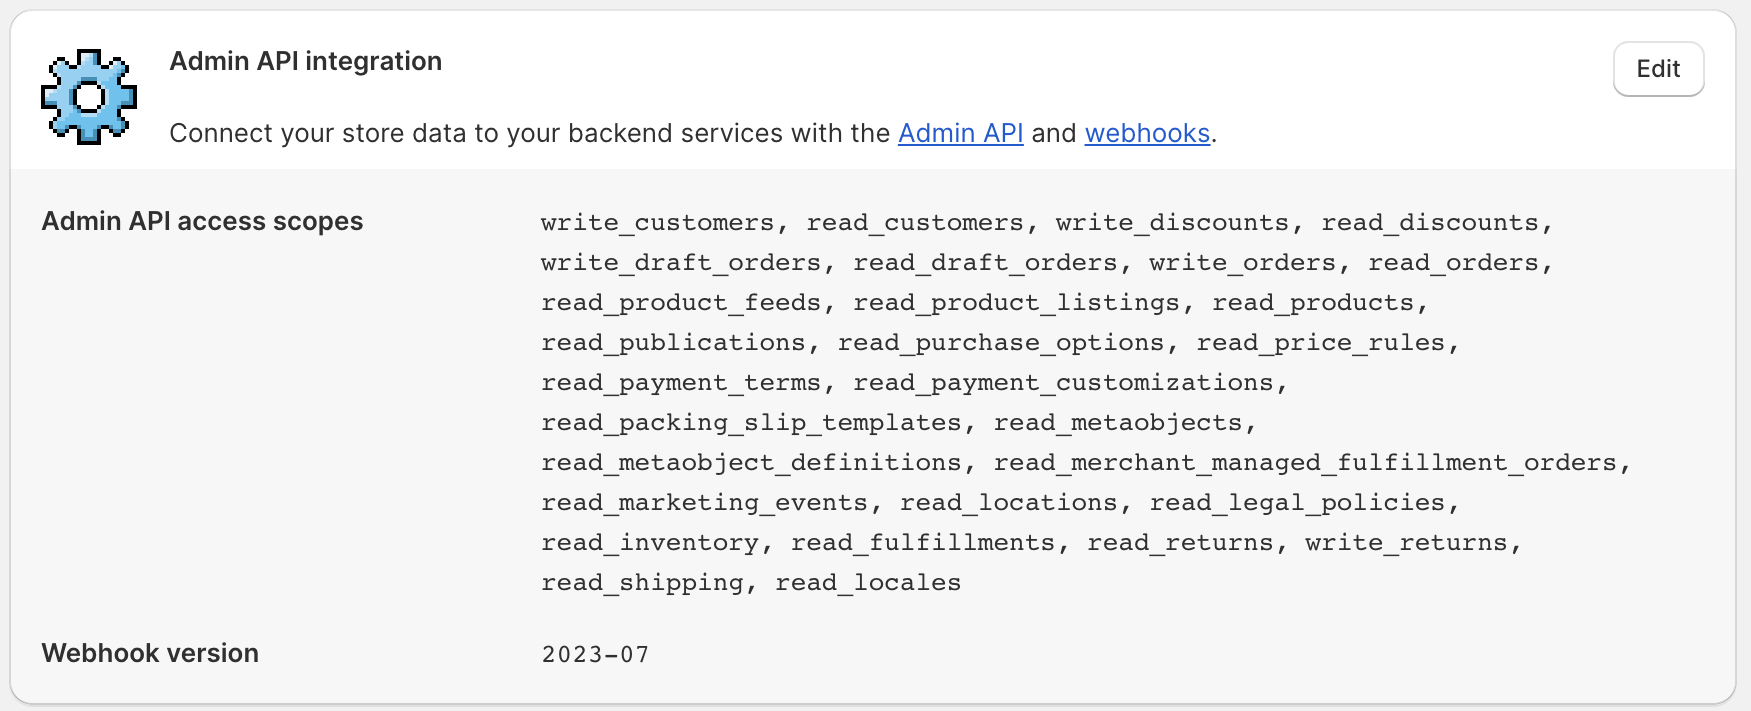 Admin API integration
Edit
Connect your store data to your backend services with the Admin API and webhooks.
Admin API access scopes
write_customers, read_customers, write_discounts, read_discounts,
write_draft_orders, read_draft_orders, write_orders, read_orders,
read_product_feeds, read_product_listings, read_products,
read_publications, read_purchase_options, read_price_rules,
read_payment_terms, read_payment_customizations,
read_packing_slip_templates, read_metaobjects,
read_metaobject_definitions, read_merchant_managed_fulfillment_orders,
read_marketing_events, read_locations, read_legal_policies,
read_inventory, read_fulfillments, read_returns, write_returns,
read_shipping, read_locales
Webhook version
2023-07